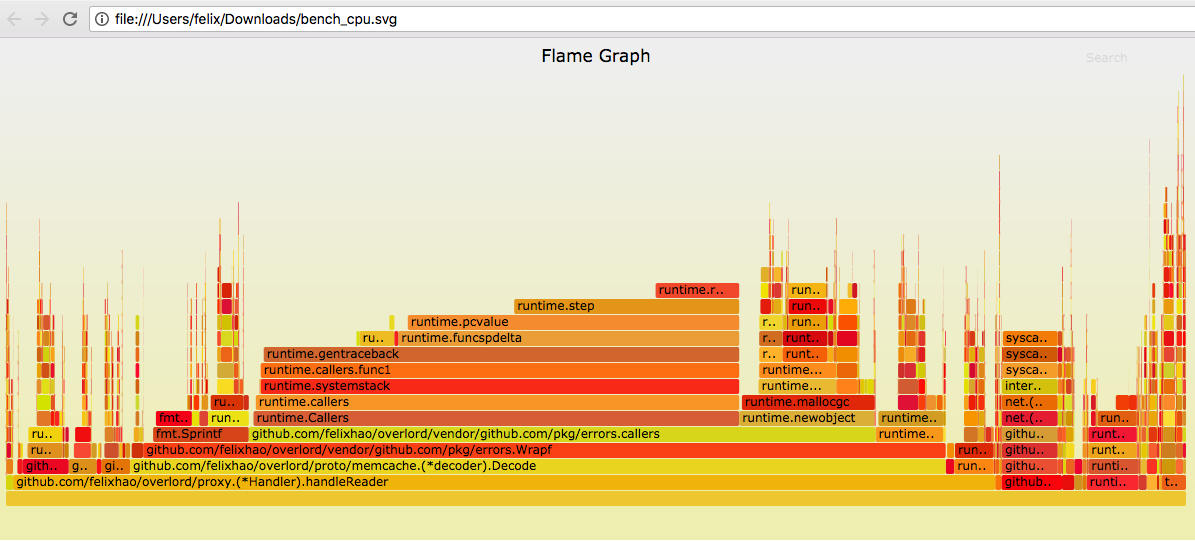 file:///Users/felix/Downloads/bench_cpu.svg
Flame Graph
Search
runtime.r.. run..
runtime.step run..
runtime.pcvalue r.. run..
ru.. runtime.funcspdelta r.. runt.. sysca..
runtime.gentraceback r.. runt.. sysca..
runtime.callers.func1 runtime... sysca..
runtime.systemstack runtime... inter..
ru.. runtime.callers runtime.mallocgc net.(..
fmt.. run.. runtime.Callers runtime.newobject runtime... net.(.. run..
ru.. fmt.Sprintf github.com/felixhao/overlord/vendor/github.com/pkg/errors.callers runtime.. githu.. runt..
ru.. github.com/felixhao/overlord/vendor/github.com/pkg/errors.Wrapf run.. githu.. runt..
gith.. g.. gi.. github.com/felixhao/overlord/proto/memcache.(*decoder).Decode run.. githu.. runti..
github.com/felixhao/overlord/proxy.(*Handler).handleReader github.. runti.. t..